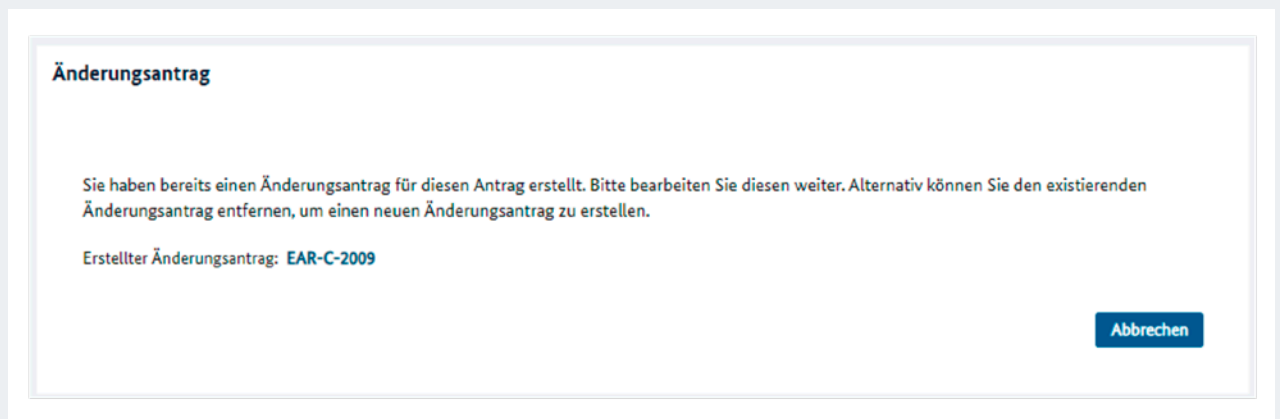 Änderungsantrag
Sie haben bereits einen Änderungsantrag für diesen Antrag erstellt. Bitte bearbeiten Sie diesen weiter. Alternativ können Sie den existierenden
Änderungsantrag entfernen, um einen neuen Änderungsantrag zu erstellen.
Erstellter Änderungsantrag: EAR-C-2009
Abbrechen